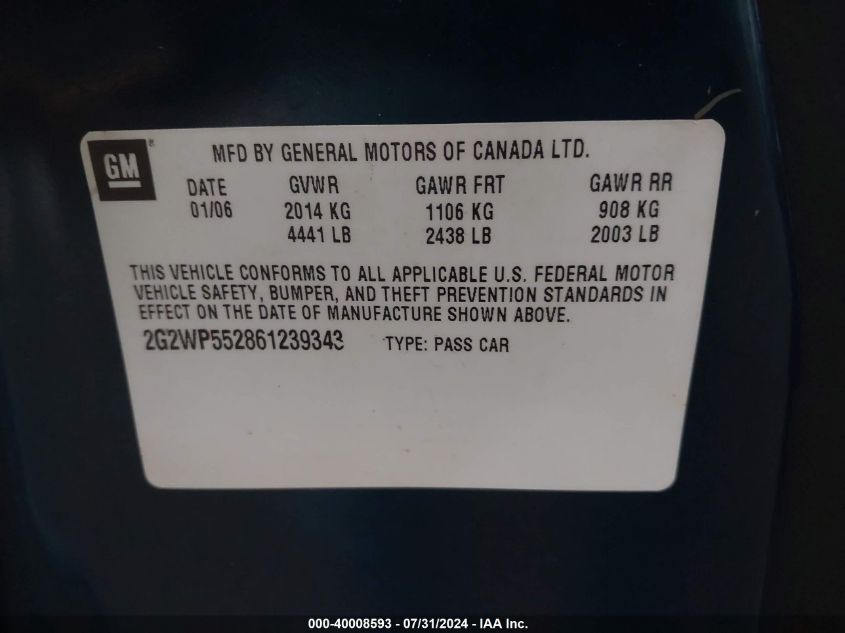 GM ®
MFD BY GENERAL MOTORS OF CANADA LTD.
DATE GVWR GAWR FRT GAWR RR
01/06 2014 KG 1106 KG 908 KG
4441 LB 2438 LB 2003 LB
THIS VEHICLE CONFORMS TO ALL APPLICABLE U.S. FEDERAL MOTOR
VEHICLE SAFETY, BUMPER, AND THEFT PREVENTION STANDARDS IN
EFFECT ON THE DATE OF MANUFACTURE SHOWN ABOVE.
2G2WP552861239343 TYPE: PASS CAR
000-40008593 - 07/31/2024 - © IAA Inc.